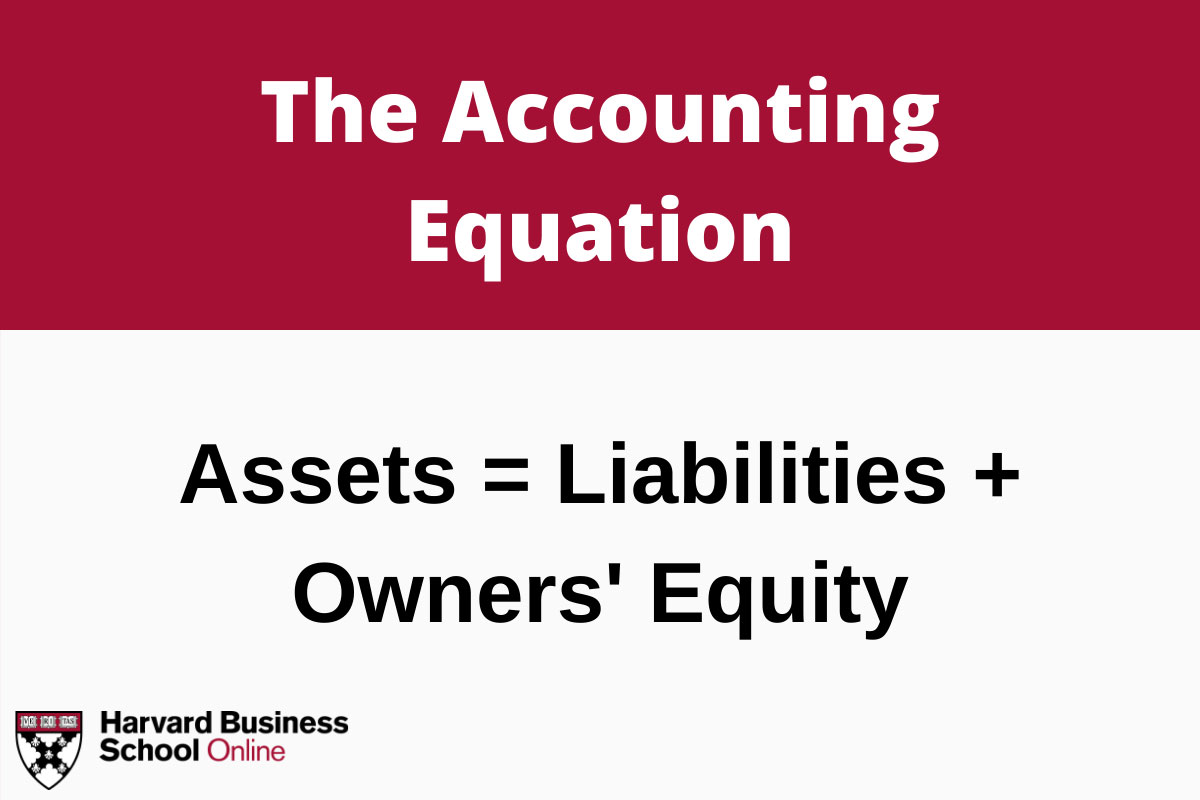 The Accounting
Equation
Assets = Liabilities +
Owners' Equity
Harvard Business
School Online